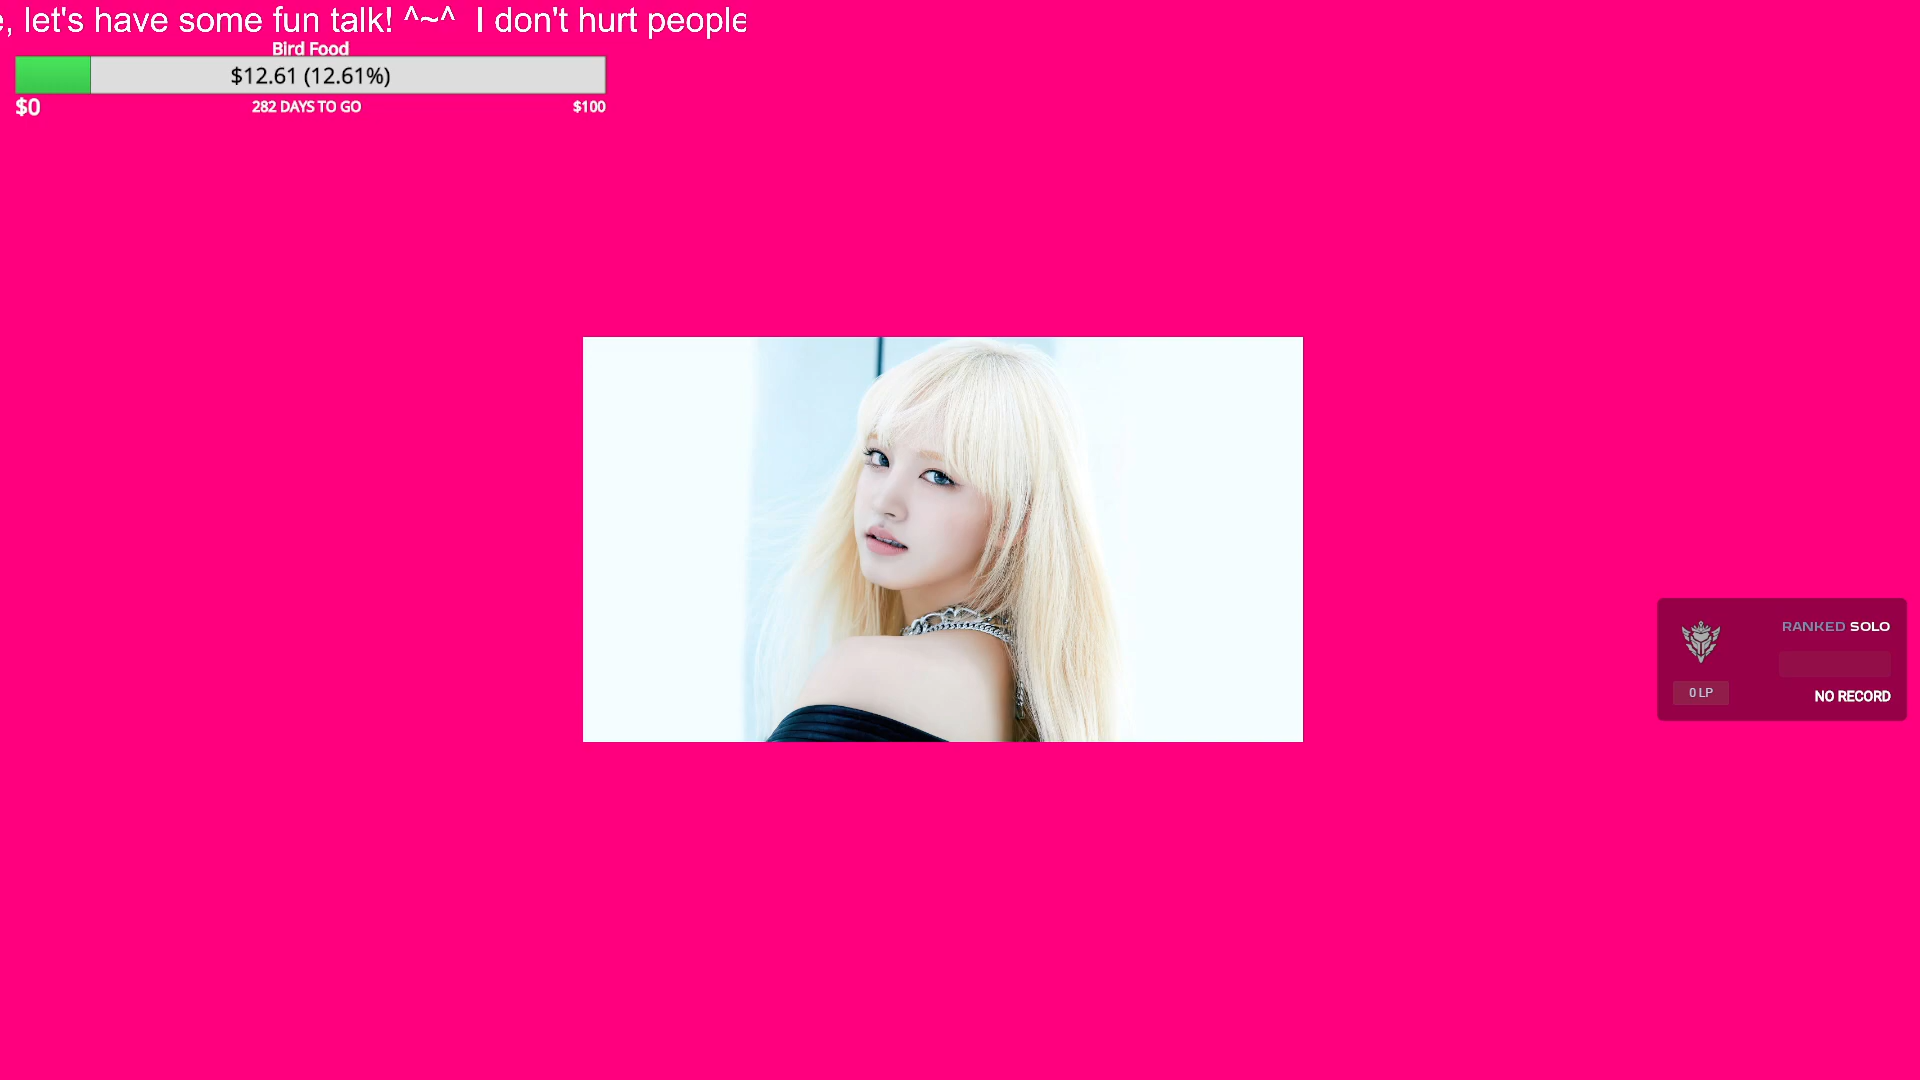 , let's have some fun talk! ^~^ I don't hurt people
Bird Food
$12.61 (12.61%)
$0 282 DAYS TO GO $100
RANKED SOLO
0 LP
NO RECORD